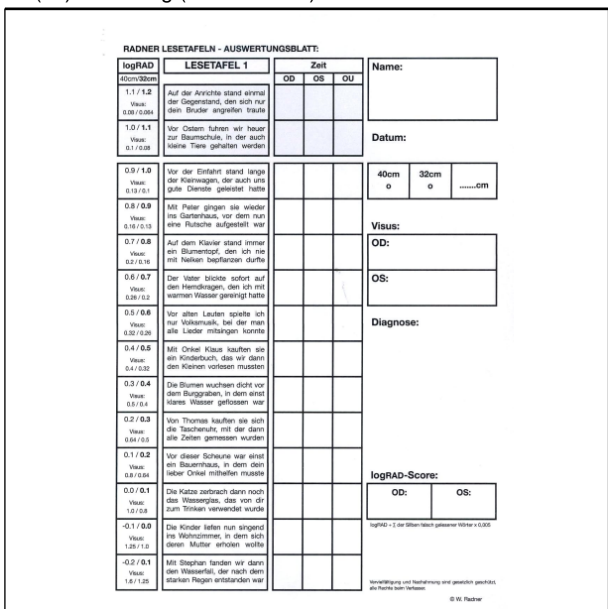 RADNER LESETAFELN - AUSWERTUNGSBLATT:
logRAD
40cm/32cm
LESETAFEL 1
Zeit
OD OS OU
1.1 / 1.2
Visus:
0.08 / 0.064
Auf der Anrichte stand einmal
der Gegenstand, den sich nur
dein Bruder angreifen traute
1.0 / 1.1
Visus:
0.1 / 0.08
Vor Ostern fuhren wir heuer
zur Baumschule, in der auch
kleine Tiere gehalten werden
0.9 / 1.0
Visus:
0.13 / 0.1
Vor der Einfahrt stand lange
der Kleinwagen, der auch uns
gute Dienste geleistet hatte
0.8 / 0.9
Visus:
0.16 / 0.13
Mit Peter gingen sie wieder
ins Gartenhaus, vor dem nun
eine Rutsche aufgestellt war
0.7 / 0.8
Visus:
0.2 / 0.16
Auf dem Klavier stand immer
ein Blumentopf, den ich nie
mit Nelken bepflanzen durfte
0.6 / 0.7
Visus:
0.26 / 0.2
Der Vater blickte sofort auf
den Hemdkragen, den ich mit
warmen Wasser gereinigt hatte
0.5 / 0.6
Visus:
0.32 / 0.26
Vor alten Leuten spielte ich
nur Volksmusik, bei der man
alle Lieder mitsingen konnte
0.4 / 0.5
Visus:
0.4 / 0.32
Mit Onkel Klaus kauften sie
ein Kinderbuch, das wir dann
den Kleinen vorlesen mussten
0.3 / 0.4
Visus:
0.5 / 0.4
Die Blumen wuchsen dicht vor
dem Burggraben, in dem einst
klares Wasser geflossen war
0.2 / 0.3
Visus:
0.64 / 0.5
Von Thomas kauften sie sich
die Taschenuhr, mit der dann
alle Zeiten gemessen wurden
0.1 / 0.2
Visus:
0.8 / 0.64
Vor dieser Scheune war einst
ein Bauernhaus, in dem dein
lieber Onkel mithelfen musste
0.0 / 0.1
Visus:
1.0 / 0.8
Die Katze zerbrach dann noch
das Wasserglas, das von dir
zum Trinken verwendet wurde
-0.1 / 0.0
Visus:
1.25 / 1.0
Die Kinder liefen nun singend
ins Wohnzimmer, in dem sich
deren Mutter erholen wollte
-0.2 / 0.1
Visus:
1.6 / 1.25
Mit Stephan fanden wir dann
den Wasserfall, der nach dem
starken Regen entstanden war
Name:
Datum:
40cm 32cm
o o .......cm
Visus:
OD:
OS:
Diagnose:
logRAD-Score:
OD: OS:
logRAD + Σ der Silben falsch gelesener Wörter x 0,005
Vervielfältigung und Nachahmung sind gesetzlich geschützt,
alle Rechte beim Verfasser.
© W. Radner